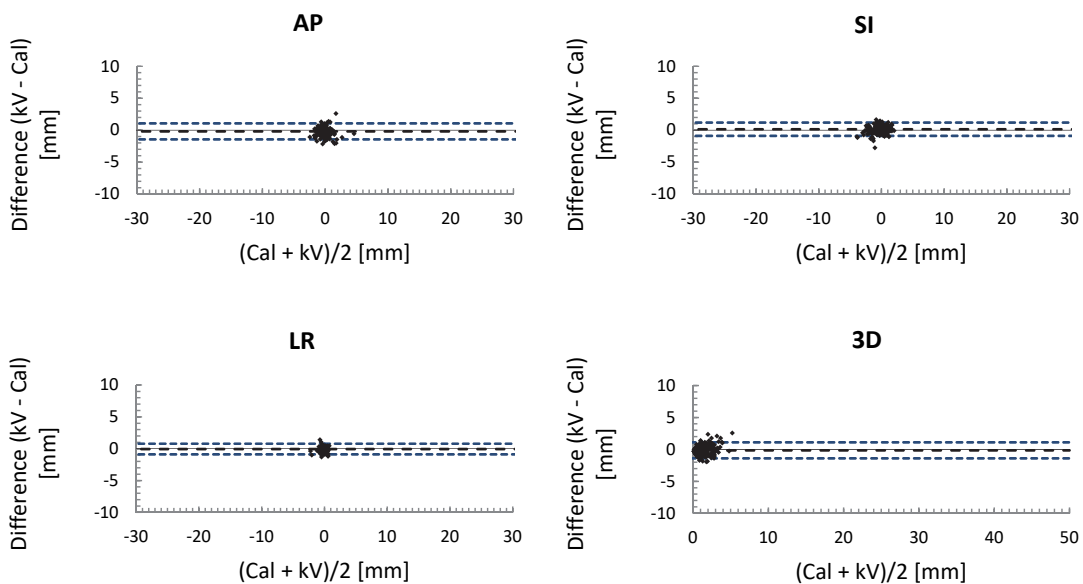 AP
Difference (kV - Cal)
[mm]
10
5
0
-5
-10
-30 -20 -10 0 10 20 30
(Cal + kV)/2 [mm]
SI
Difference (kV - Cal)
[mm]
10
5
0
-5
-10
-30 -20 -10 0 10 20 30
(Cal + kV)/2 [mm]
LR
Difference (kV - Cal)
[mm]
10
5
0
-5
-10
-30 -20 -10 0 10 20 30
(Cal + kV)/2 [mm]
3D
Difference (kV - Cal)
[mm]
10
5
0
-5
-10
0 10 20 30 40 50
(Cal + kV)/2 [mm]